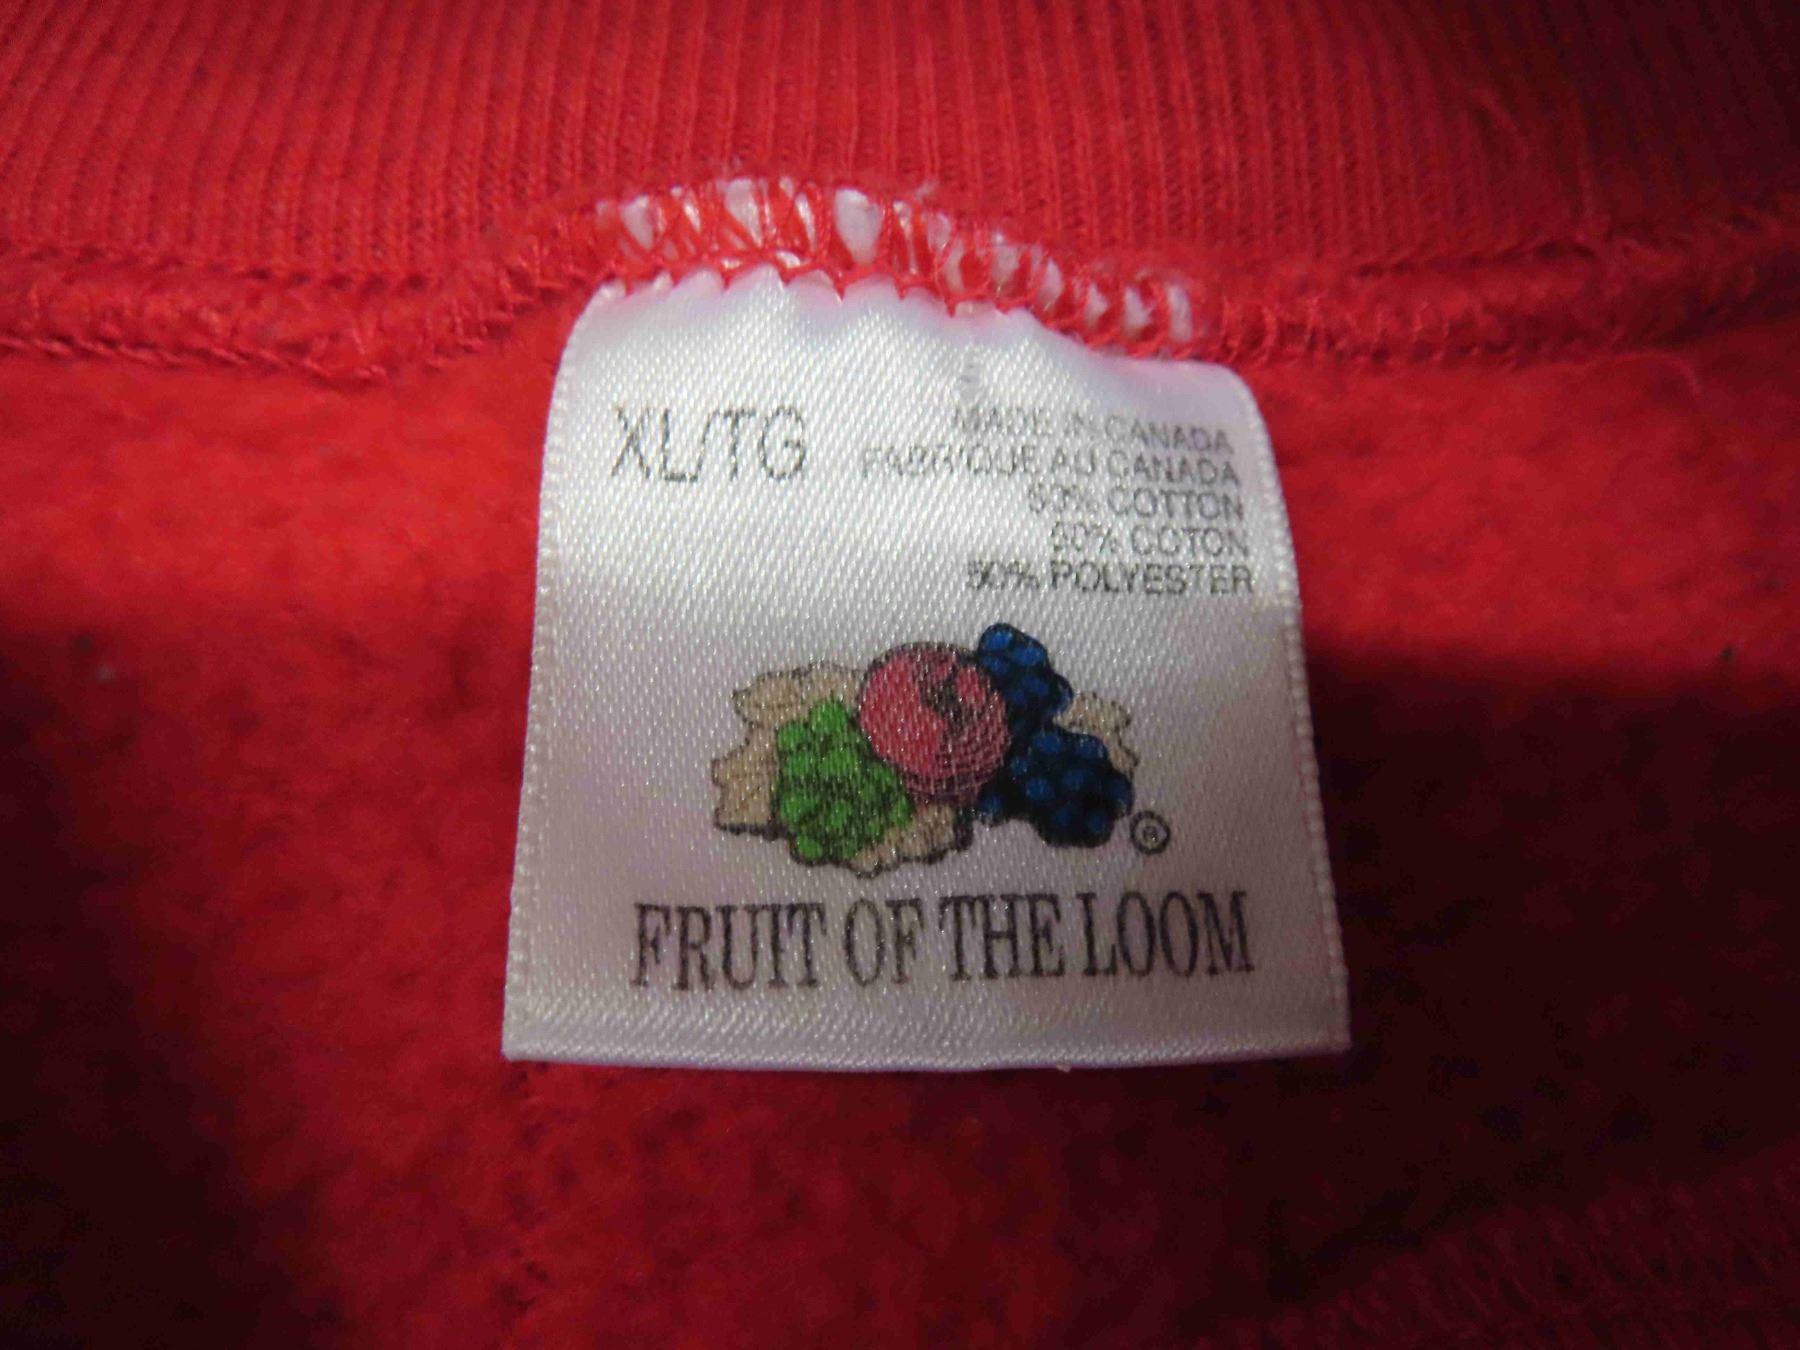 XL/TG
MADE IN CANADA
FABRIQUE AU CANADA
50% COTTON
50% COTON
50% POLYESTER
®
FRUIT OF THE LOOM